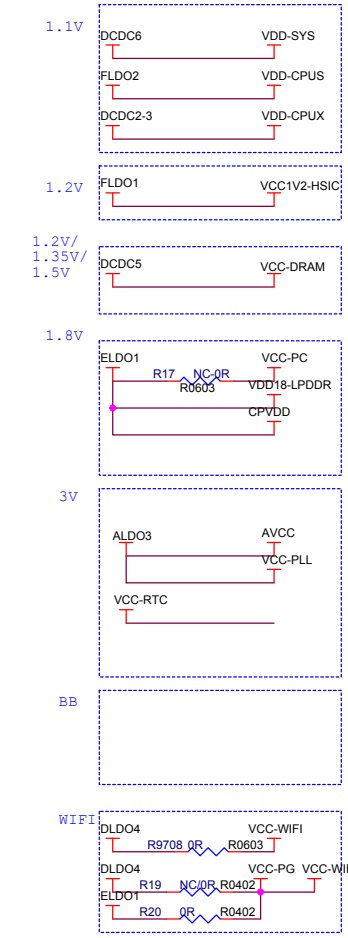 1.1V
DCDC6 VDD-SYS
FLDO2 VDD-CPUS
DCDC2-3 VDD-CPUX
1.2V
FLDO1 VCC1V2-HSIC
1.2V/
1.35V/
1.5V
DCDC5 VCC-DRAM
1.8V
ELDO1 VCC-PC
R17 NC-0R
R0603
VDD18-LPDDR
CPVDD
3V
ALDO3 AVCC
VCC-PLL
VCC-RTC
BB
WIFI
DLDO4 VCC-WIFI
R9708 0R R0603
DLDO4 VCC-PG
R19 NC/0R R0402
ELDO1
R20 0R R0402